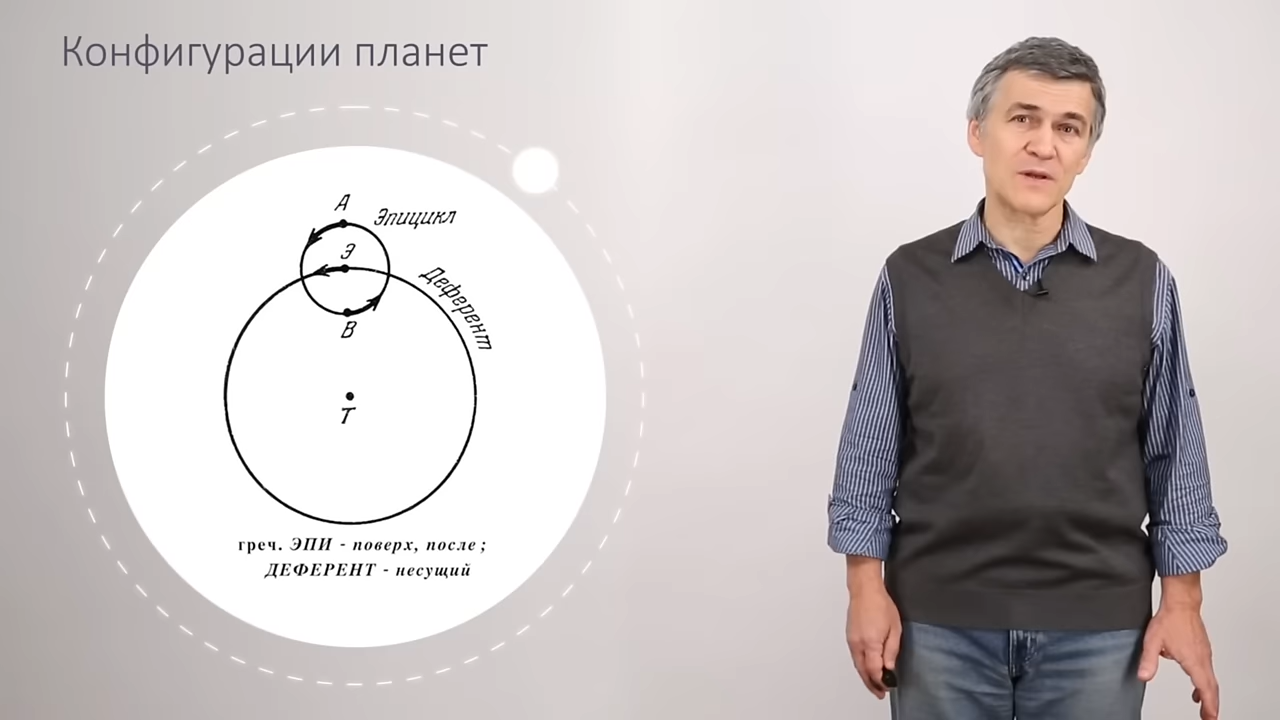 Конфигурации планет
А
Эпицикл
Э
Деферент
В
Т
греч. ЭПИ - поверх, после ;
ДЕФЕРЕНТ - несущий